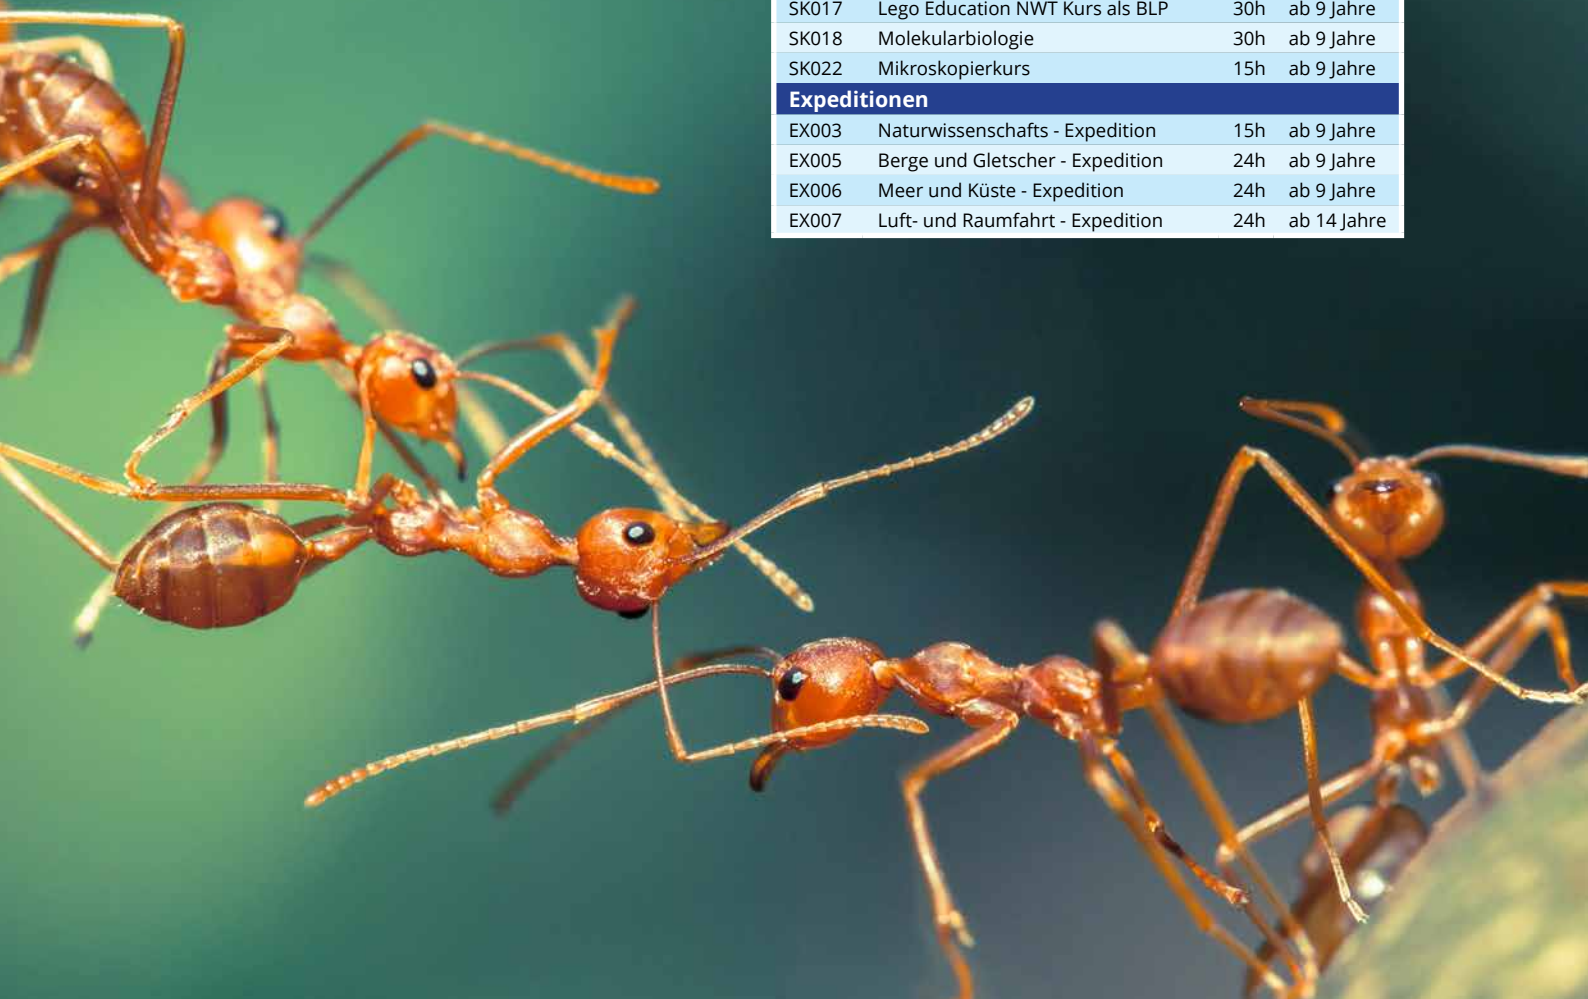 SK017 Lego Education NWT Kurs als BLP 30h ab 9 Jahre
SK018 Molekularbiologie 30h ab 9 Jahre
SK022 Mikroskopierkurs 15h ab 9 Jahre
Expeditionen
EX003 Naturwissenschafts - Expedition 15h ab 9 Jahre
EX005 Berge und Gletscher - Expedition 24h ab 9 Jahre
EX006 Meer und Küste - Expedition 24h ab 9 Jahre
EX007 Luft- und Raumfahrt - Expedition 24h ab 14 Jahre